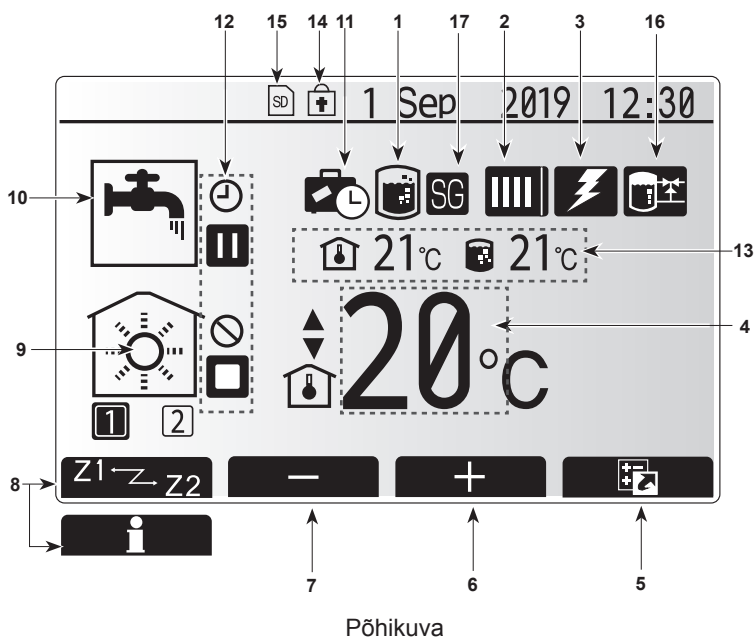 12 15 14 11 1 17 2 3 16
SD 1 Sep 2019 12:30
10
SG
21°C 21°C 13
20°C 4
9
1 2
8 Z1 Z2 − +
i
7 6 5
Põhikuva